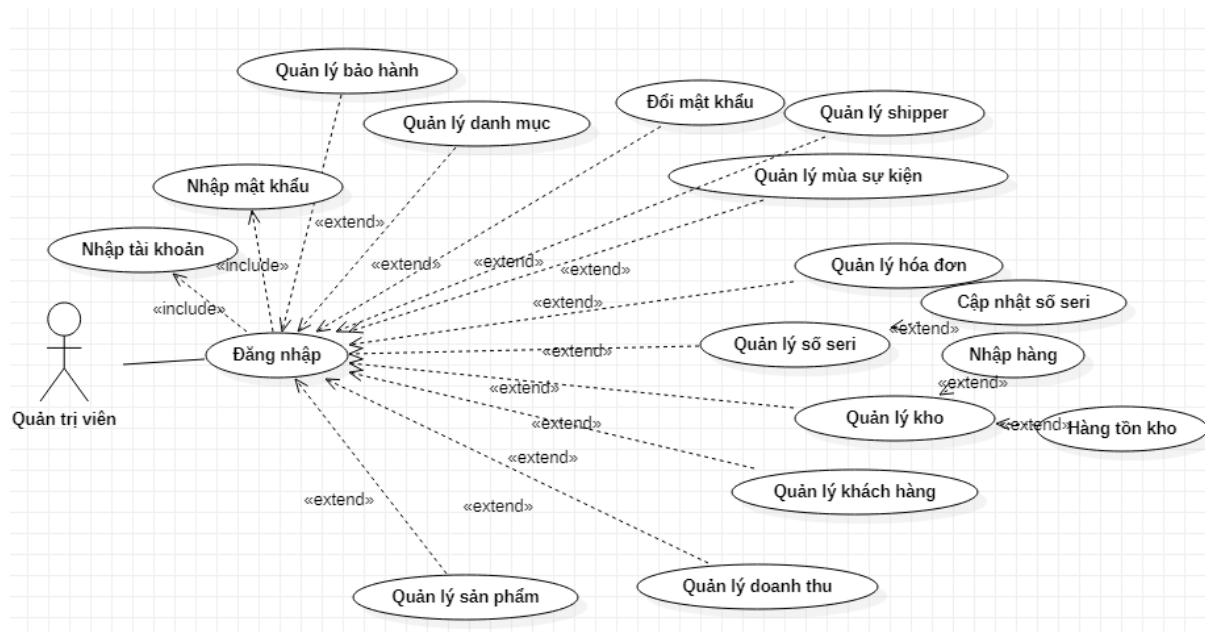 Quản lý bảo hành
Đổi mật khẩu
Quản lý shipper
Quản lý danh mục
Quản lý mùa sự kiện
Nhập mật khẩu
«extend»
Nhập tài khoản
«include»
«extend»
«extend»
«extend»
Quản lý hóa đơn
«include»
«extend»
Cập nhật số seri
«extend»
Đăng nhập
«extend»
Quản lý số seri
Nhập hàng
«extend»
«extend»
Quản trị viên
«extend»
Quản lý kho
«extend»
Hàng tồn kho
«extend»
Quản lý khách hàng
«extend»
«extend»
Quản lý sản phẩm
Quản lý doanh thu